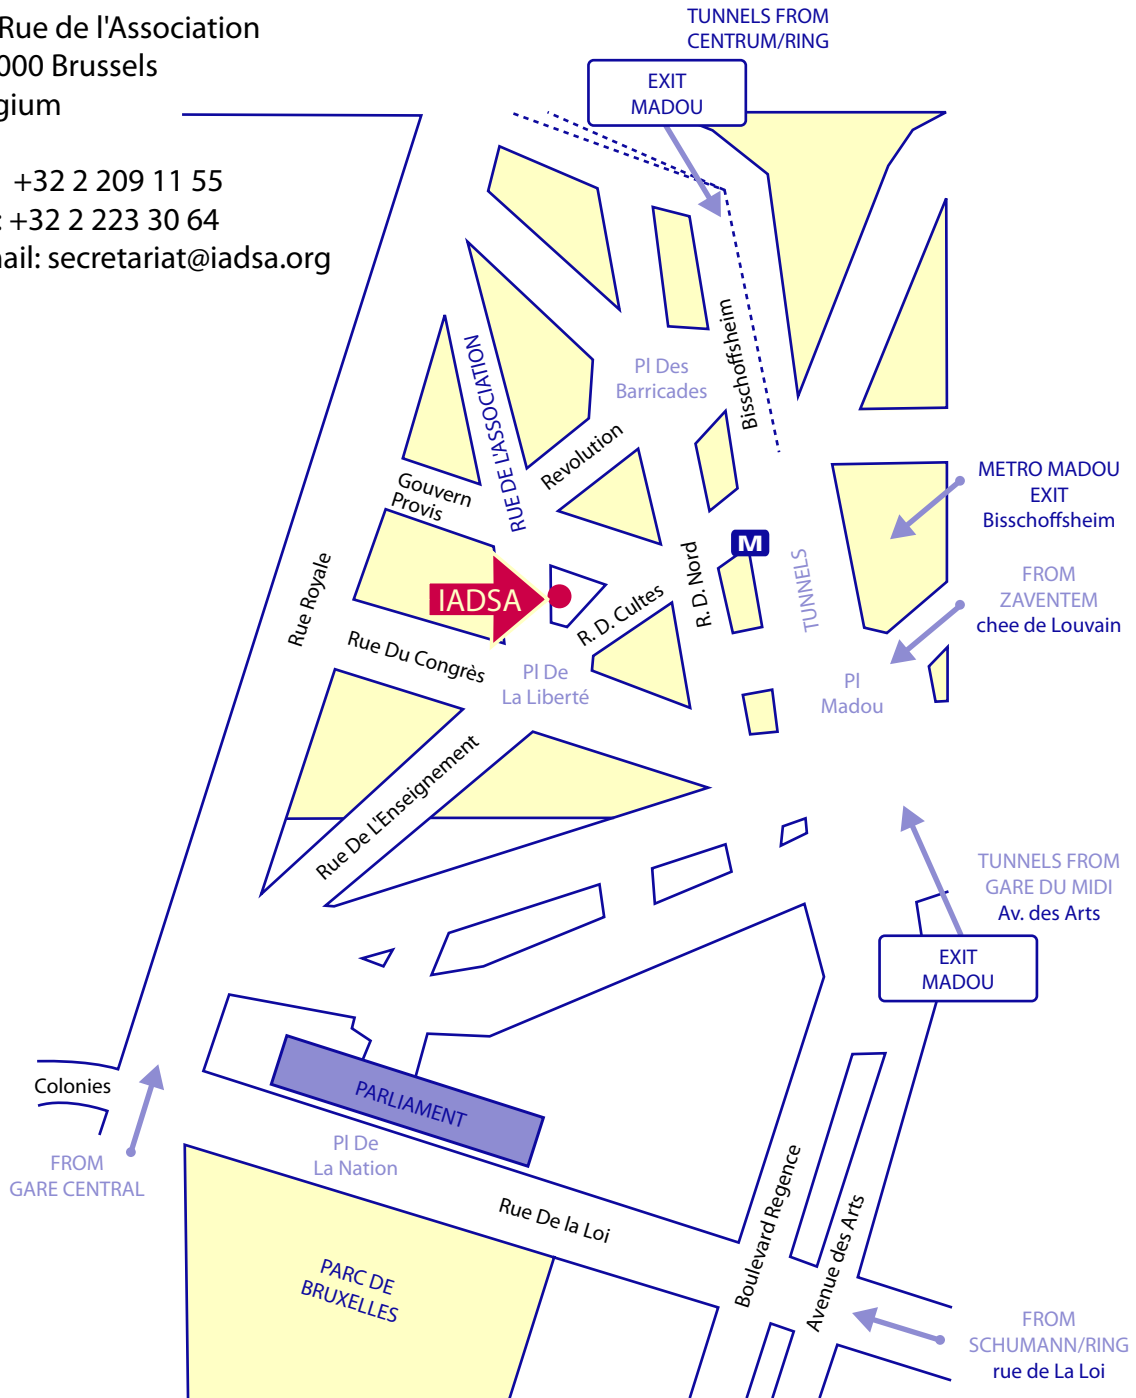 Rue de l'Association
000 Brussels
gium
+32 2 209 11 55
: +32 2 223 30 64
ail: secretariat@iadsa.org
TUNNELS FROM
CENTRUM/RING
EXIT
MADOU
Bisschoffsheim
Pl Des
Barricades
RUE DE L'ASSOCIATION
Revolution
Gouvern
Provis
METRO MADOU
EXIT
Bisschoffsheim
M
TUNNELS
R. D. Nord
FROM
ZAVENTEM
chee de Louvain
IADSA
R. D. Cultes
Rue Royale
Rue Du Congrès
Pl De
La Liberté
Pl
Madou
Rue De L'Enseignement
TUNNELS FROM
GARE DU MIDI
Av. des Arts
EXIT
MADOU
Colonies
PARLIAMENT
FROM
GARE CENTRAL
Pl De
La Nation
Rue De la Loi
Boulevard Regence
Avenue des Arts
PARC DE
BRUXELLES
FROM
SCHUMANN/RING
rue de La Loi